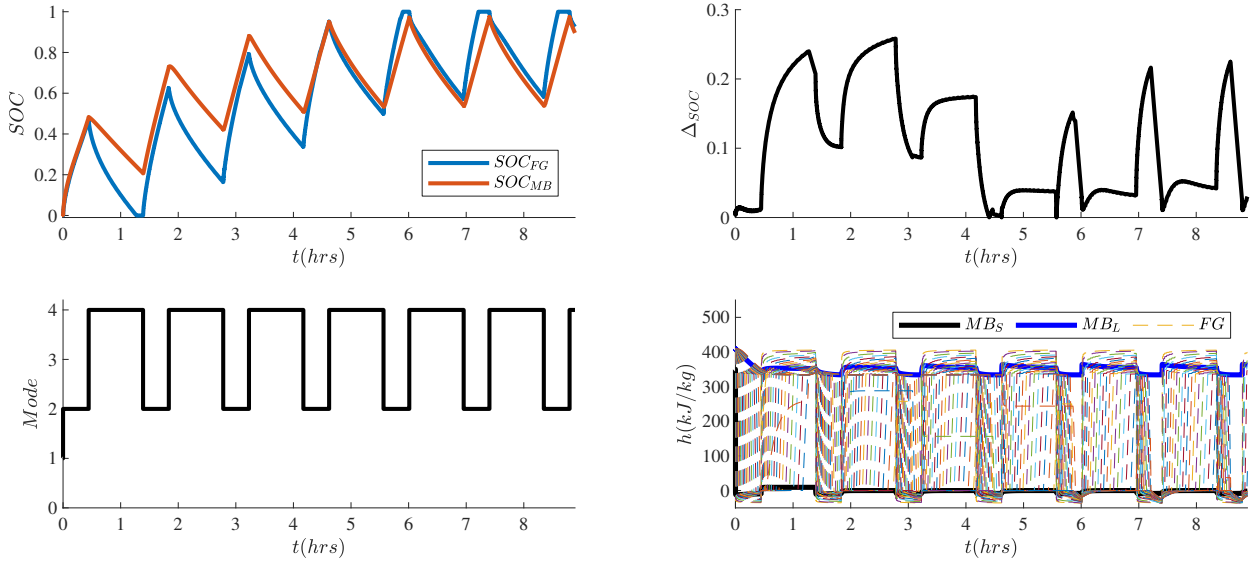 SOC
1
0.8
0.6
0.4
0.2
0
0 1 2 3 4 5 6 7 8
t(hrs)
SOC_FG
SOC_MB
Δ_SOC
0.3
0.2
0.1
0
0 1 2 3 4 5 6 7 8
t(hrs)
Mode
4
3
2
1
0
0 1 2 3 4 5 6 7 8
t(hrs)
h(kJ/kg)
500
400
300
200
100
0
0 1 2 3 4 5 6 7 8
t(hrs)
MB_S MB_L FG